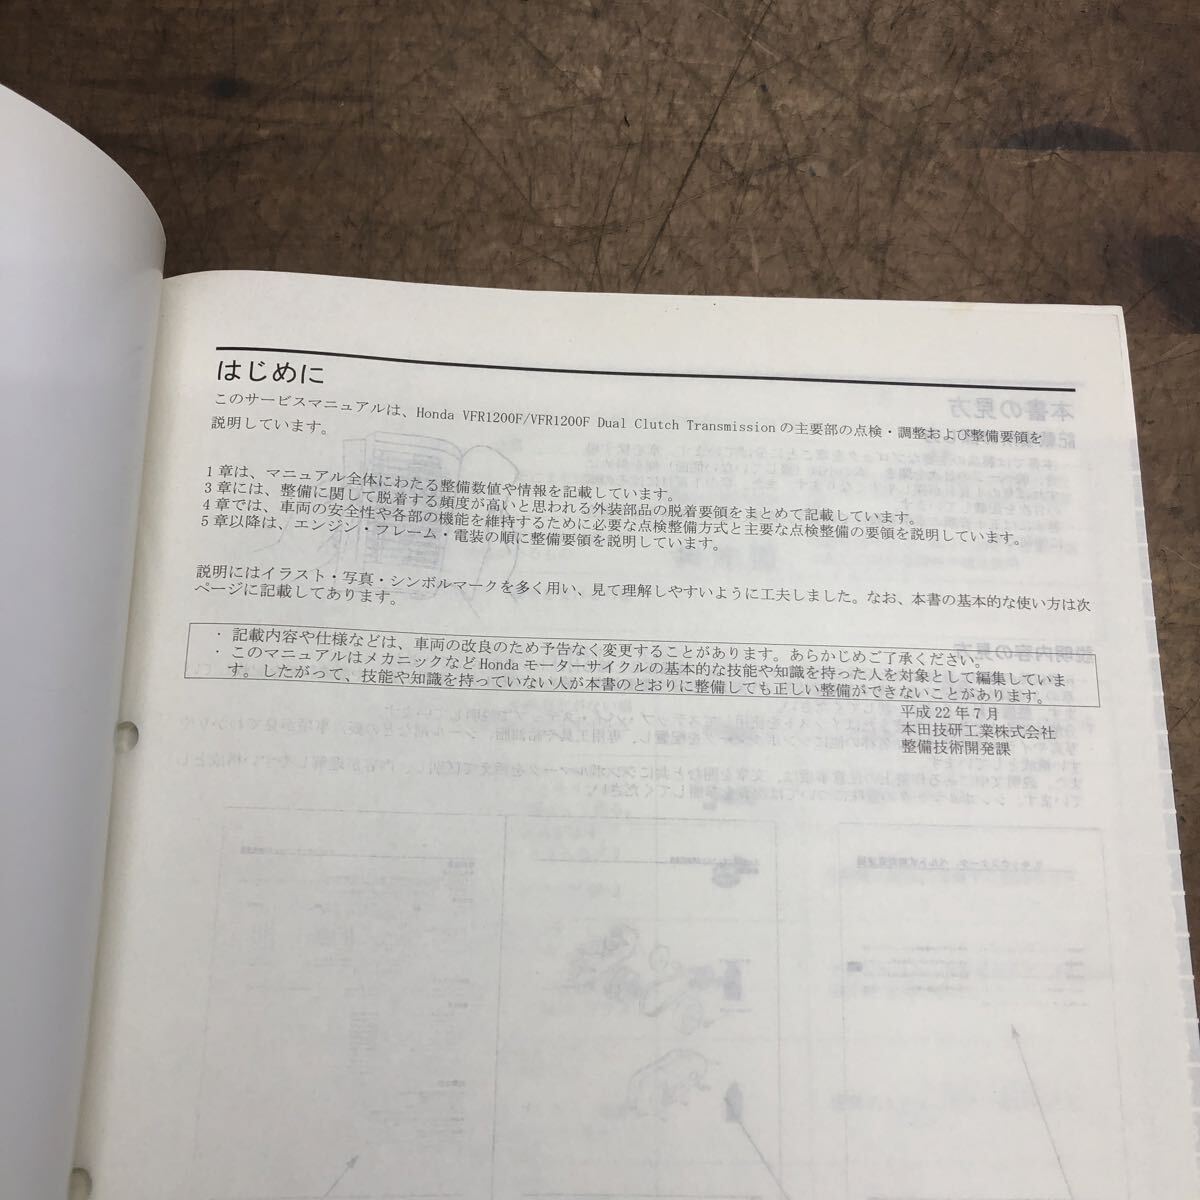 はじめに
このサービスマニュアルは、Honda VFR1200F/VFR1200F Dual Clutch Transmissionの主要部の点検・調整および整備要領を
説明しています。
1章は、マニュアル全体にわたる整備数値や情報を記載しています。
3章には、整備に関して脱着する頻度が高いと思われる外装部品の脱着要領をまとめて記載しています。
4章では、車両の安全性や各部の機能を維持するために必要な点検整備方式と主要な点検整備の要領を説明しています。
5章以降は、エンジン・フレーム・電装の順に整備要領を説明しています。
説明にはイラスト・写真・シンボルマークを多く用い、見て理解しやすいように工夫しました。なお、本書の基本的な使い方は次
ページに記載してあります。
・ 記載内容や仕様などは、車両の改良のため予告なく変更することがあります。あらかじめご了承ください。
・ このマニュアルはメカニックなどHondaモーターサイクルの基本的な技能や知識を持った人を対象として編集していま
す。したがって、技能や知識を持っていない人が本書のとおりに整備しても正しい整備ができないことがあります。
平成22年7月
本田技研工業株式会社
整備技術開発課